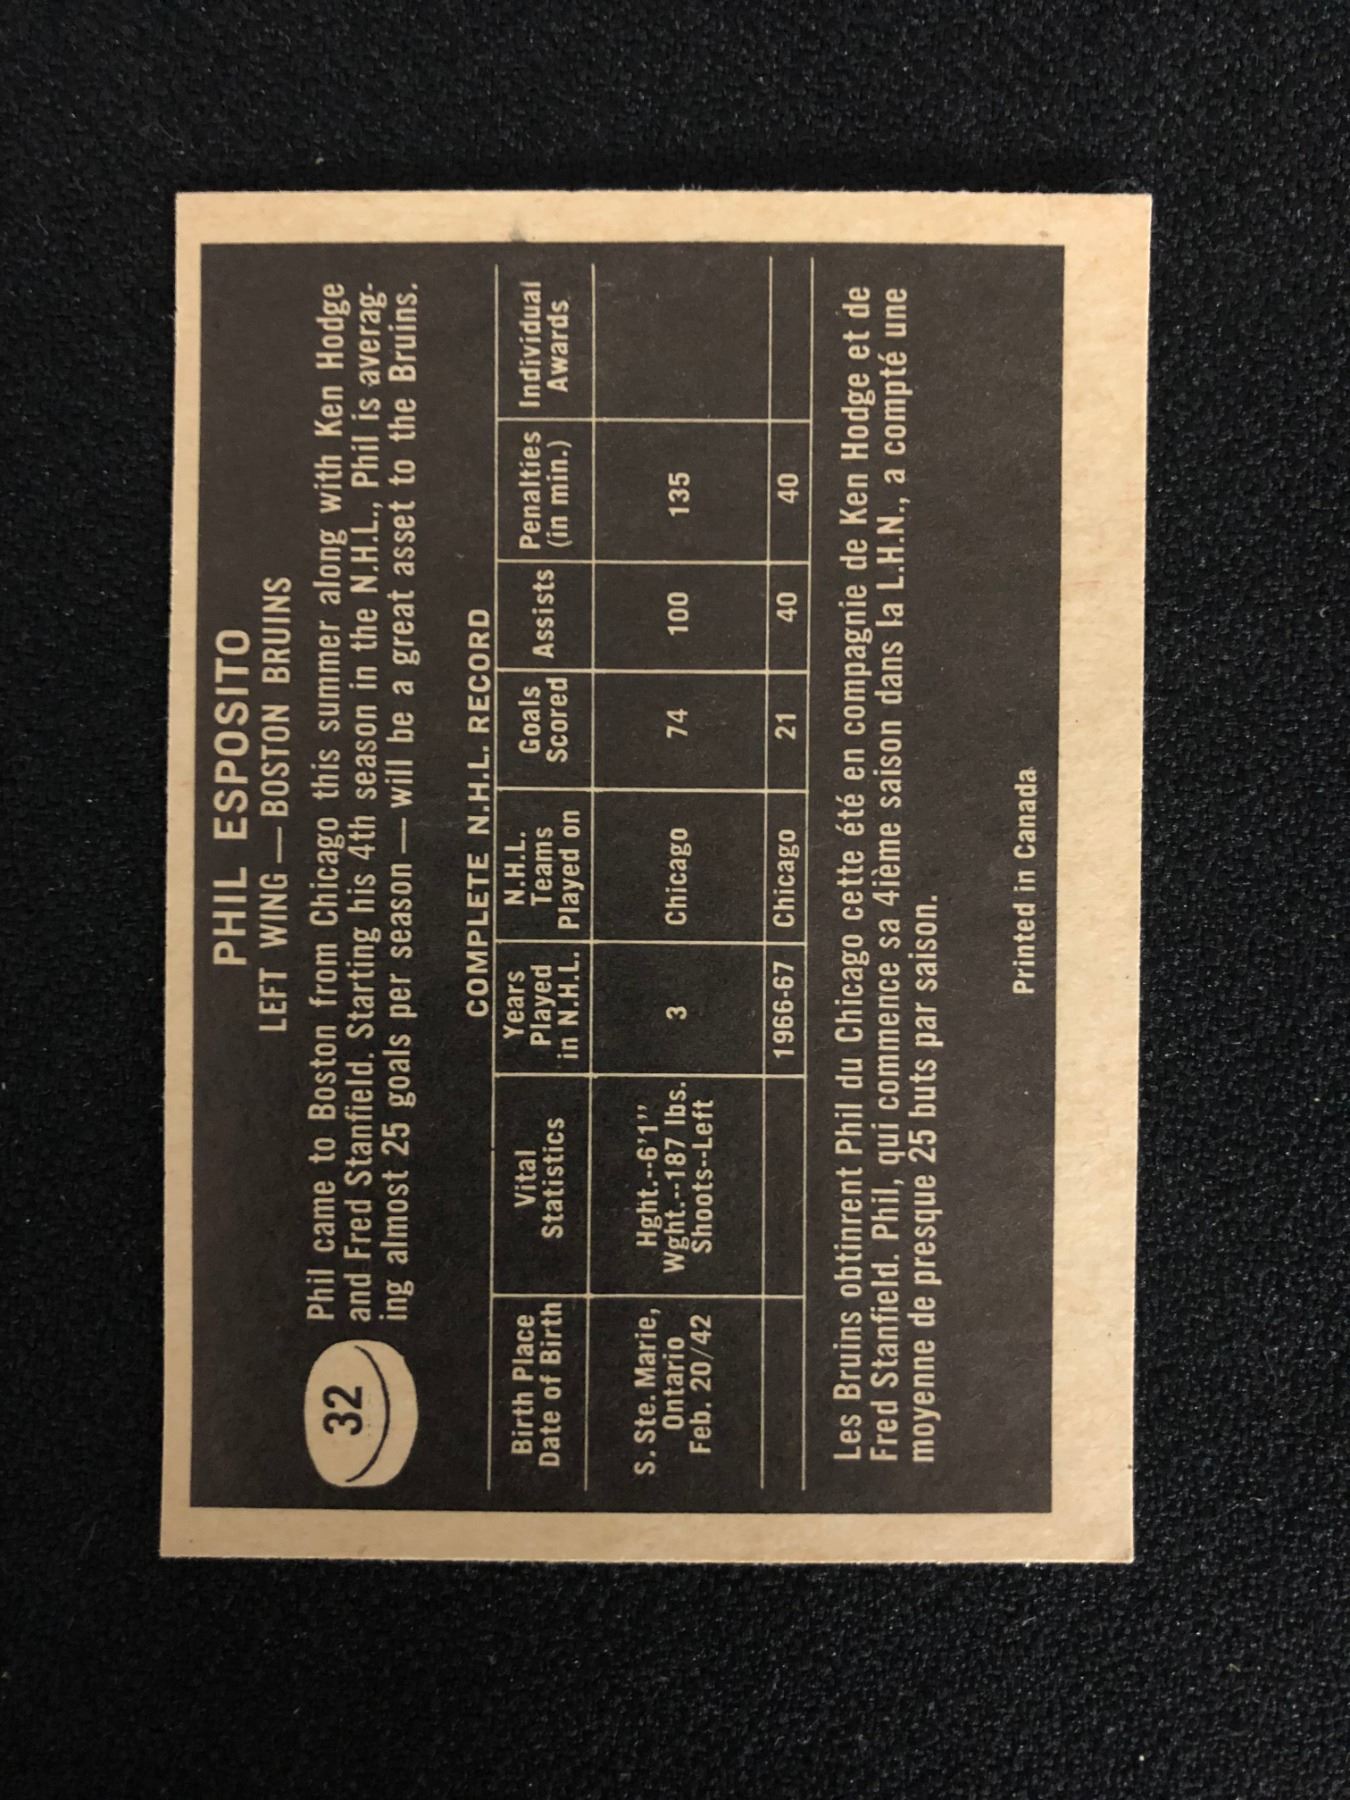 PHIL ESPOSITO
LEFT WING — BOSTON BRUINS
32
Phil came to Boston from Chicago this summer along with Ken Hodge
and Fred Stanfield. Starting his 4th season in the N.H.L., Phil is averag-
ing almost 25 goals per season — will be a great asset to the Bruins.
COMPLETE N.H.L. RECORD
Birth Place
Date of Birth
Vital
Statistics
Years
Played
in N.H.L.
N.H.L.
Teams
Played on
Goals
Scored
Assists
Penalties
(in min.)
Individual
Awards
S. Ste. Marie,
Ontario
Feb. 20/42
Hght.--6'1"
Wght.--187 lbs.
Shoots--Left
3
Chicago
74
100
135
1966-67
Chicago
21
40
40
Les Bruins obtinrent Phil du Chicago cette été en compagnie de Ken Hodge et de
Fred Stanfield. Phil, qui commence sa 4ième saison dans la L.H.N., a compté une
moyenne de presque 25 buts par saison.
Printed in Canada